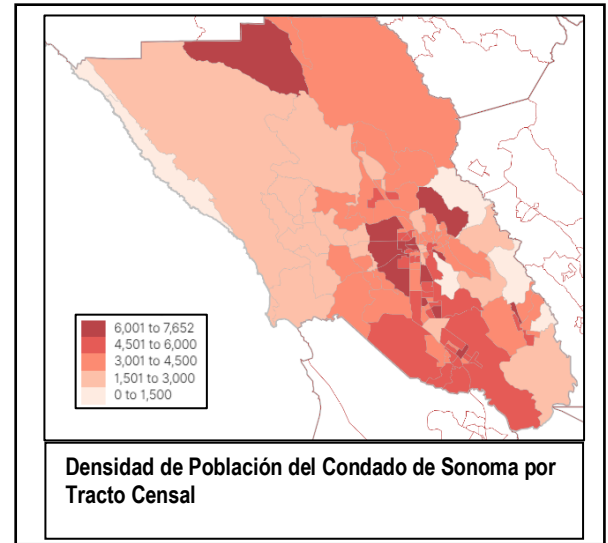 6,001 to 7,652
4,501 to 6,000
3,001 to 4,500
1,501 to 3,000
0 to 1,500
Densidad de Población del Condado de Sonoma por
Tracto Censal